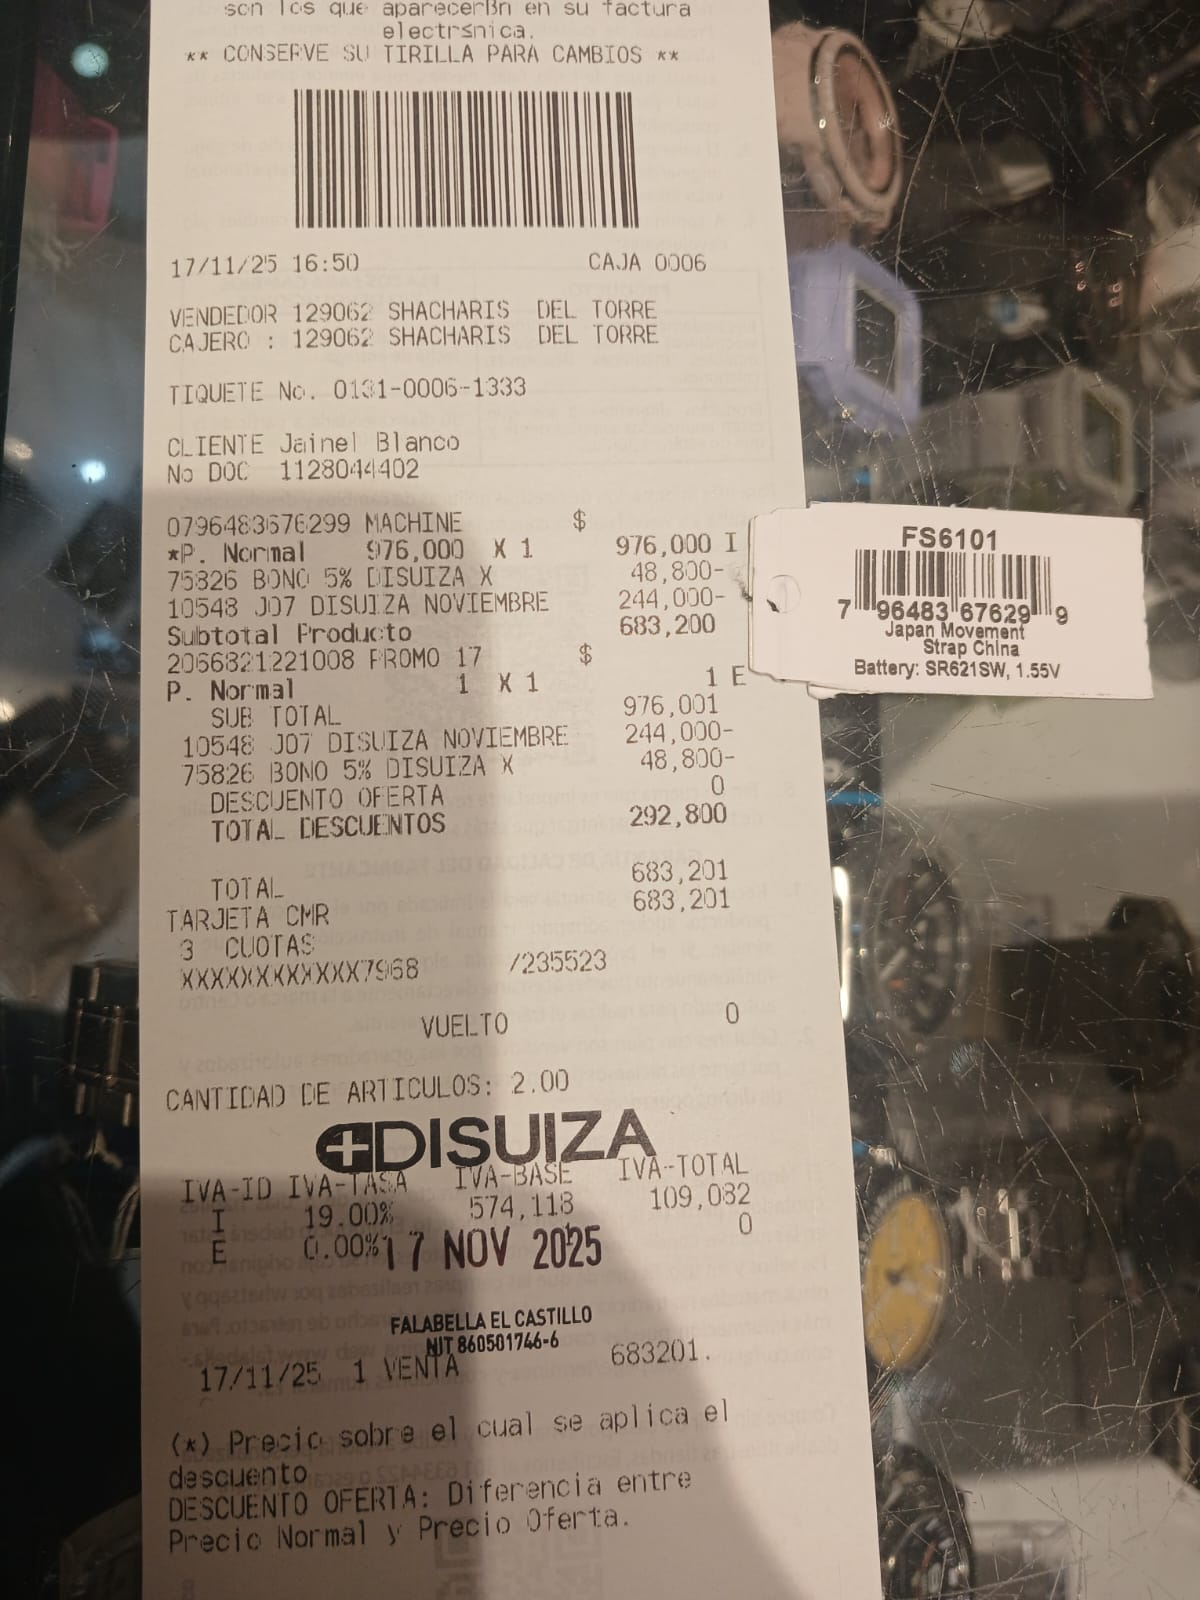 son los que aparecerßn en su factura
electrsnica.
** CONSERVE SU TIRILLA PARA CAMBIOS **
17/11/25 16:50 CAJA 0006
VENDEDOR 129062 SHACHARIS DEL TORRE
CAJERO : 129062 SHACHARIS DEL TORRE
TIQUETE No. 0131-0006-1333
CLIENTE Jainel Blanco
No DOC 1128044402
0796483676299 MACHINE $
*P. Normal 976,000 X 1 976,000 I
75826 BONO 5% DISUIZA X 48,800-
10548 J07 DISUIZA NOVIEMBRE 244,000-
Subtotal Producto 683,200
2066821221008 PROMO 17 $
P. Normal 1 X 1 1 E
SUB TOTAL 976,001
10548 J07 DISUIZA NOVIEMBRE 244,000-
75826 BONO 5% DISUIZA X 48,800-
DESCUENTO OFERTA 0
TOTAL DESCUENTOS 292,800
TOTAL 683,201
TARJETA CMR 683,201
3 CUOTAS
XXXXXXXXXXXX7968 /235523
VUELTO 0
CANTIDAD DE ARTICULOS: 2.00
DISUIZA
IVA-ID IVA-TASA IVA-BASE IVA-TOTAL
I 19.00% 574,118 109,082
E 0.00% 0
17 NOV 2025
FALABELLA EL CASTILLO
NIT 860501746-6
17/11/25 1 VENTA 683201.
(*) Precio sobre el cual se aplica el
descuento
DESCUENTO OFERTA: Diferencia entre
Precio Normal y Precio Oferta.
FS6101
7 96483 67629 9
Japan Movement
Strap China
Battery: SR621SW, 1.55V